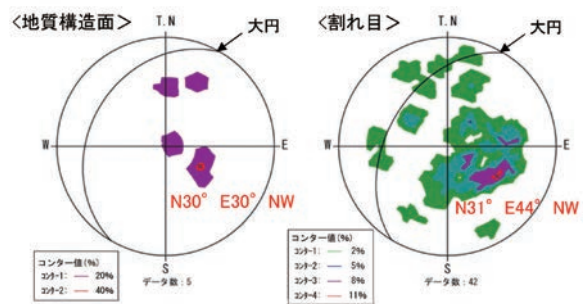 <地質構造面>
T.N
大円
W
N30° E30° NW
S
コンター値(%)
コンター1: 20%
コンター2: 40%
データ数:5
<割れ目>
T.N
大円
W
E
N31° E44° NW
S
コンター値(%)
コンター1: 2%
コンター2: 5%
コンター3: 8%
コンター4: 11%
データ数:42
E